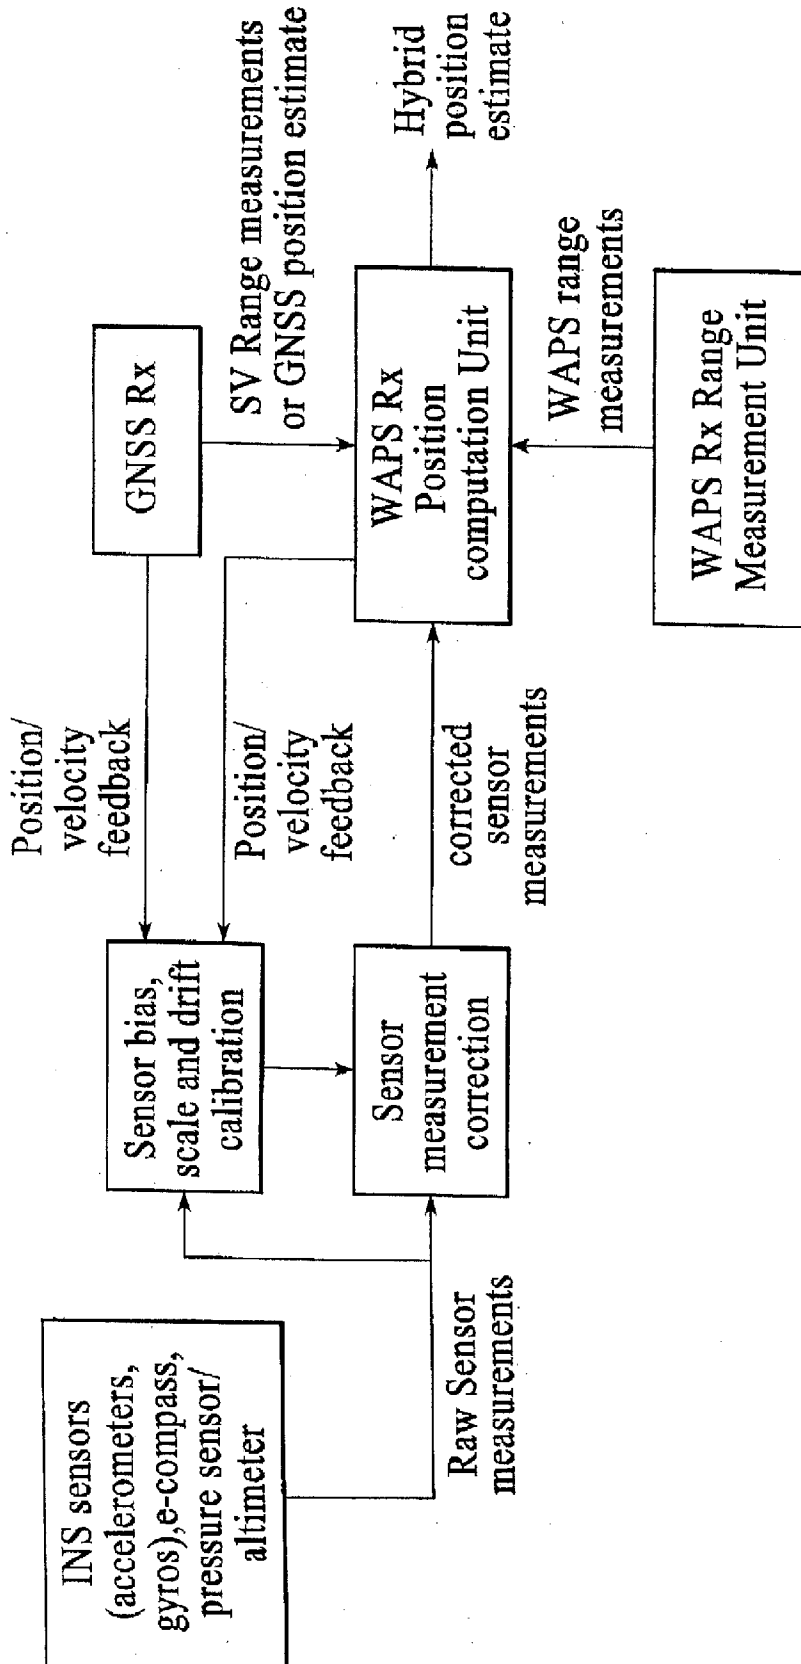 INS sensors
(accelerometers,
gyros),e-compass,
pressure sensor/
altimeter
Raw Sensor
measurements
Sensor bias,
scale and drift
calibration
Sensor
measurement
correction
Position/
velocity
feedback
Position/
velocity
feedback
corrected
sensor
measurements
GNSS Rx
SV Range measurements
or GNSS position estimate
WAPS Rx
Position
computation Unit
Hybrid
position
estimate
WAPS range
measurements
WAPS Rx Range
Measurement Unit